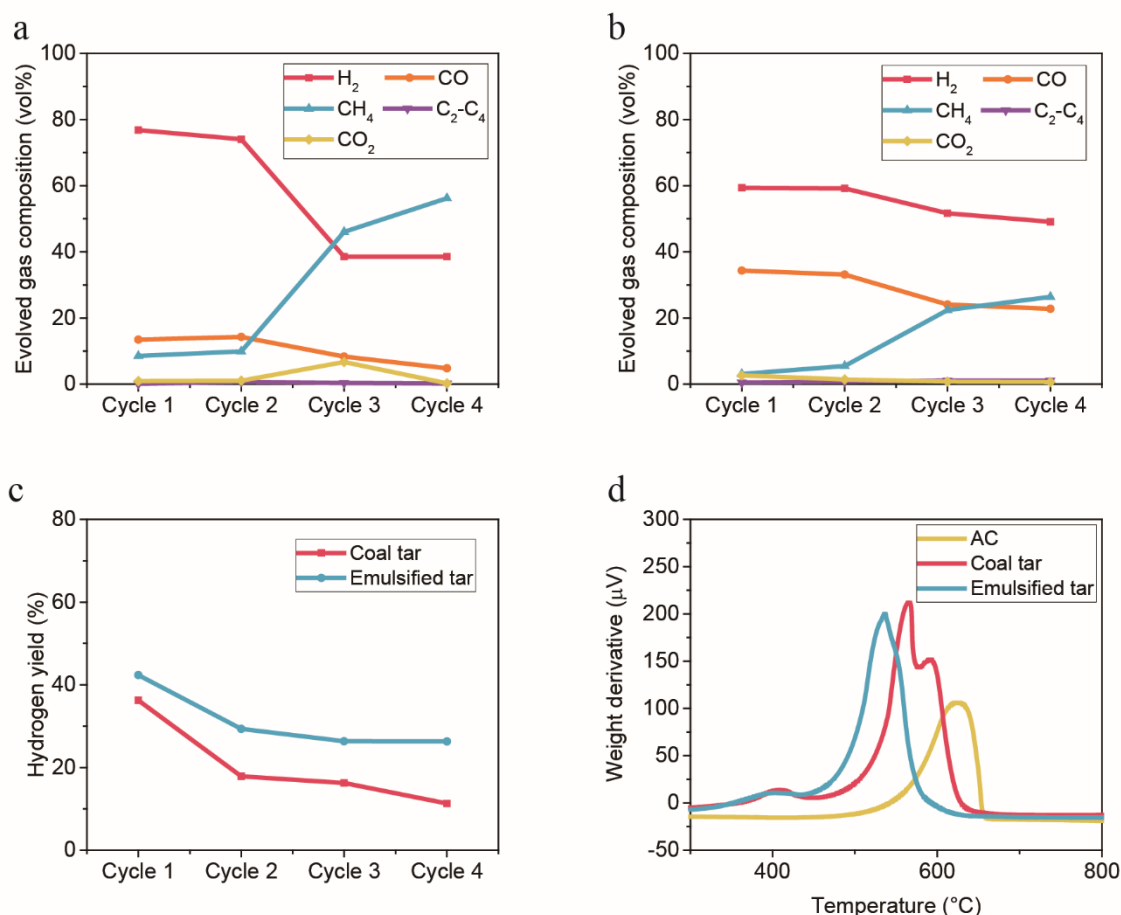 a
100
80
60
40
20
0
Evolved gas composition (vol%)
H₂
CO
CH₄
C₂-C₄
CO₂
Cycle 1 Cycle 2 Cycle 3 Cycle 4
b
100
80
60
40
20
0
Evolved gas composition (vol%)
H₂
CO
CH₄
C₂-C₄
CO₂
Cycle 1 Cycle 2 Cycle 3 Cycle 4
c
80
60
40
20
0
Hydrogen yield (%)
Coal tar
Emulsified tar
Cycle 1 Cycle 2 Cycle 3 Cycle 4
d
300
250
200
150
100
50
0
-50
Weight derivative (μV)
AC
Coal tar
Emulsified tar
400 600 800
Temperature (°C)